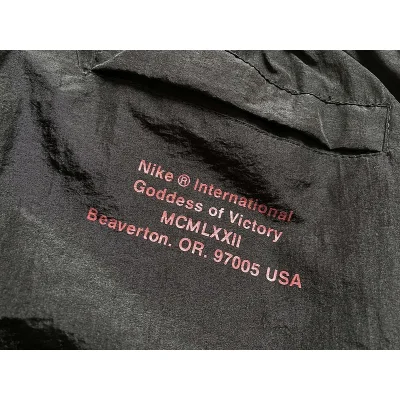 Nike ® International
Goddess of Victory
MCMLXXII
Beaverton. OR. 97005 USA